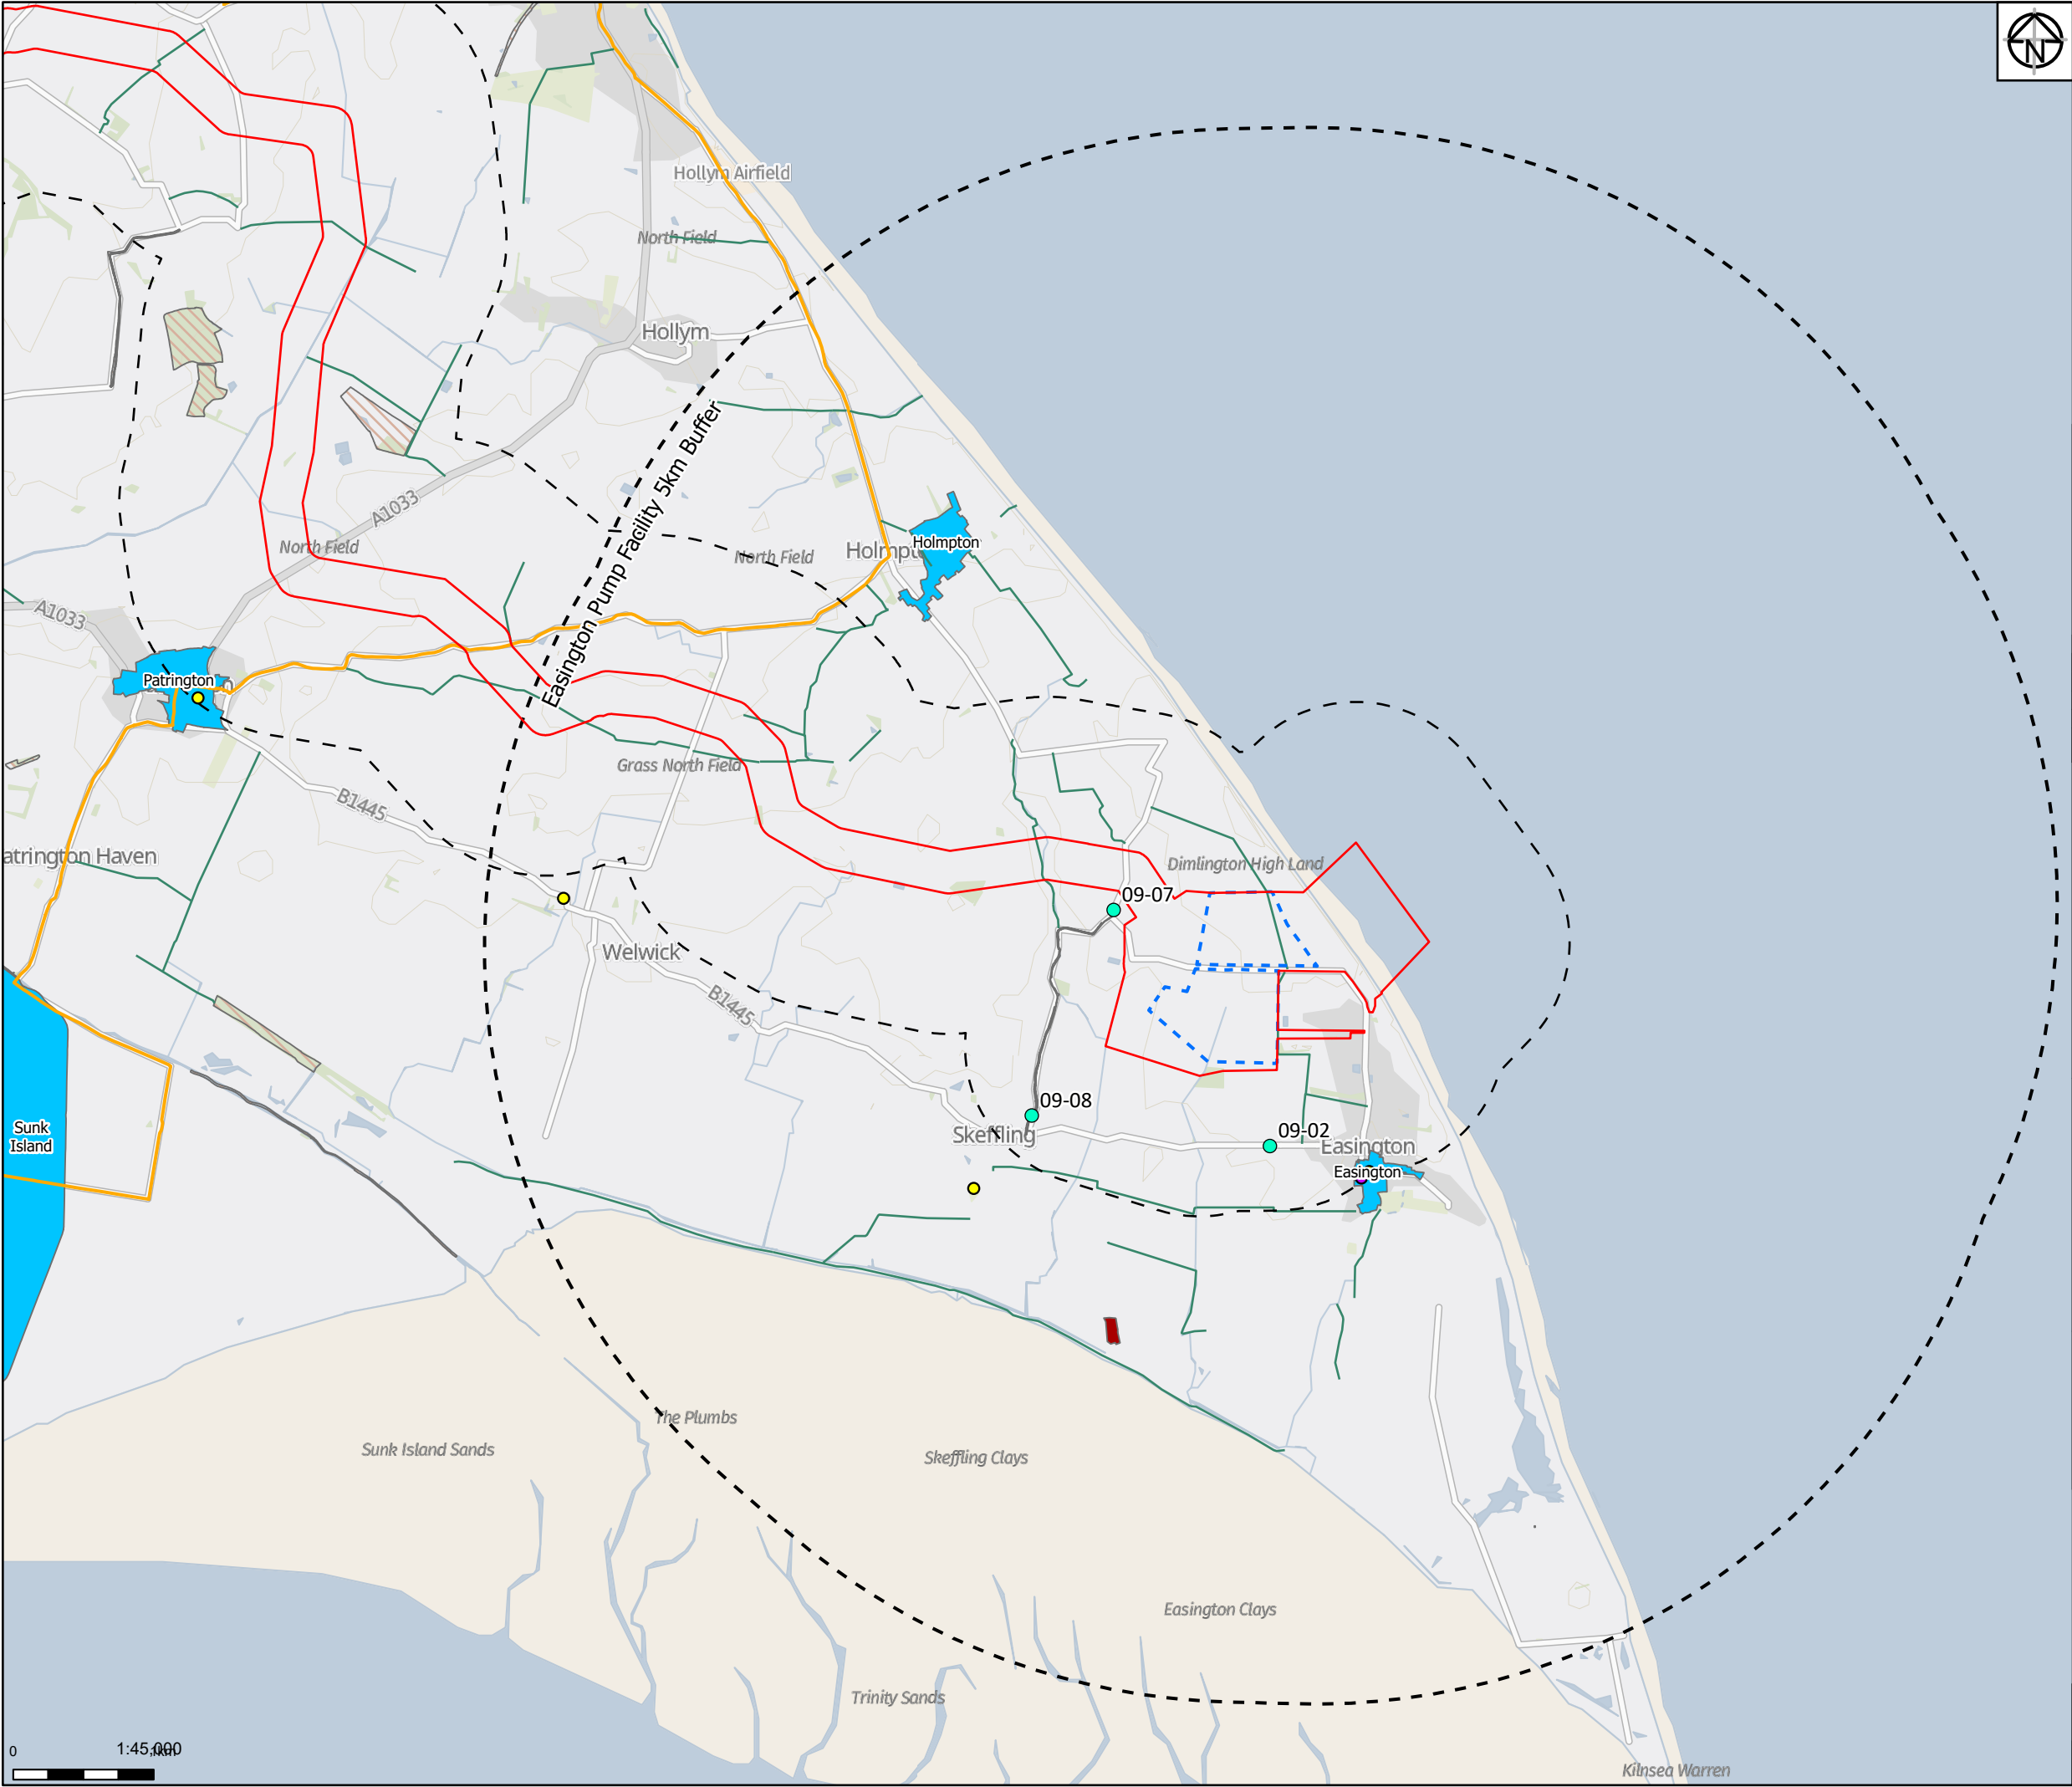 N
Hollym Airfield
North Field
Hollym
Easington Pump Facility 5km Buffer
A1033
North Field
North Field
Holmpton
A1033
Patrington
Grass North Field
B1445
atrington Haven
Dimlington High Land
09-07
Welwick
B1445
09-08
Sunk
Island
Skeffling
09-02
Easington
Easington
The Plumbs
Sunk Island Sands
Skeffling Clays
Easington Clays
Trinity Sands
1:45,000
0
1km
Kilnsea Warren